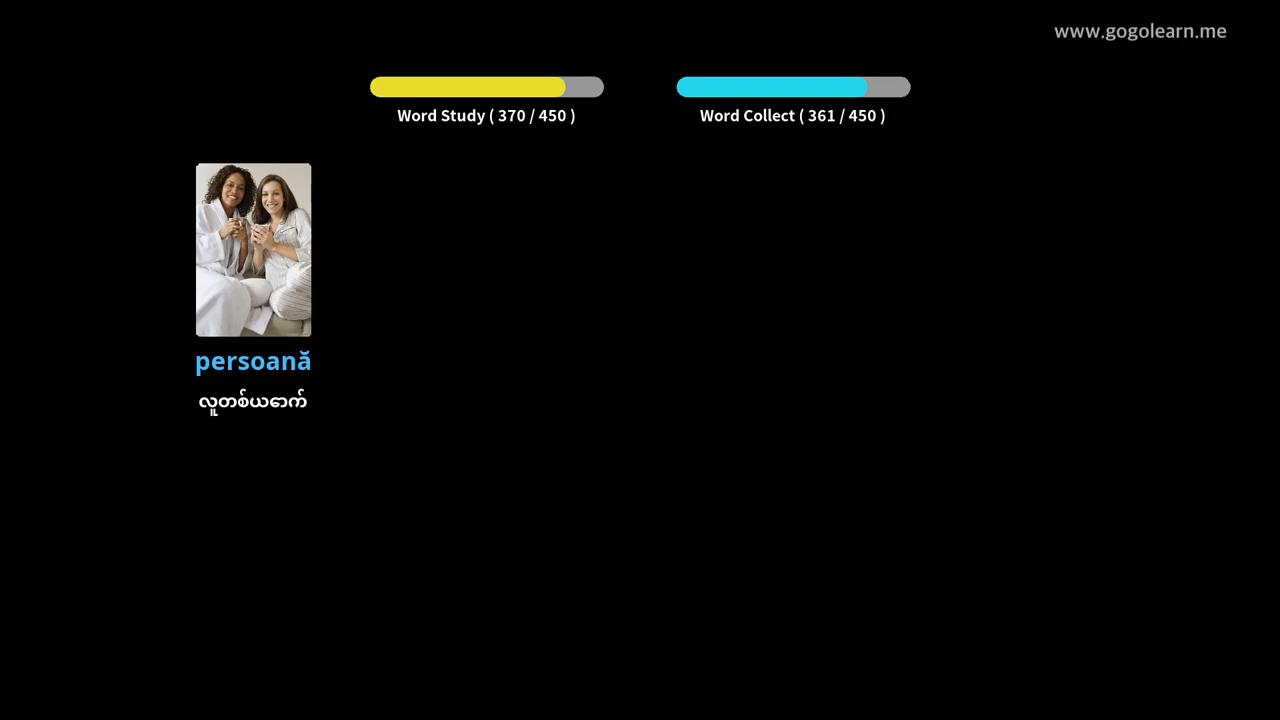 www.gogolearn.me
Word Study ( 370 / 450 )
Word Collect ( 361 / 450 )
persoană
လူတစ်ယောက်